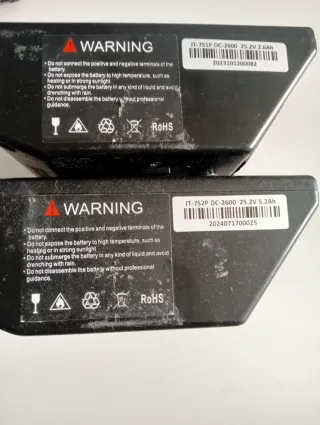 WARNING
• Do not connect the positive and negative terminals of the
battery.
• Do not expose the battery to high temperature, such as
heating or in strong sunlight
• Do not submerge the battery in any kind of liquid and avoid
drenching with rain.
• Do not disassemble the battery without professional
guidance.
RoHS
JT-7S1P DC-2600 25.2V 2.6Ah
2023101200082
WARNING
• Do not connect the positive and negative terminals of the
battery.
• Do not expose the battery to high temperature, such as
heating or in strong sunlight
• Do not submerge the battery in any kind of liquid and avoid
drenching with rain.
• Do not disassemble the battery without professional
guidance.
RoHS
JT-7S2P DC-2600 25.2V 5.2Ah
2024071700025